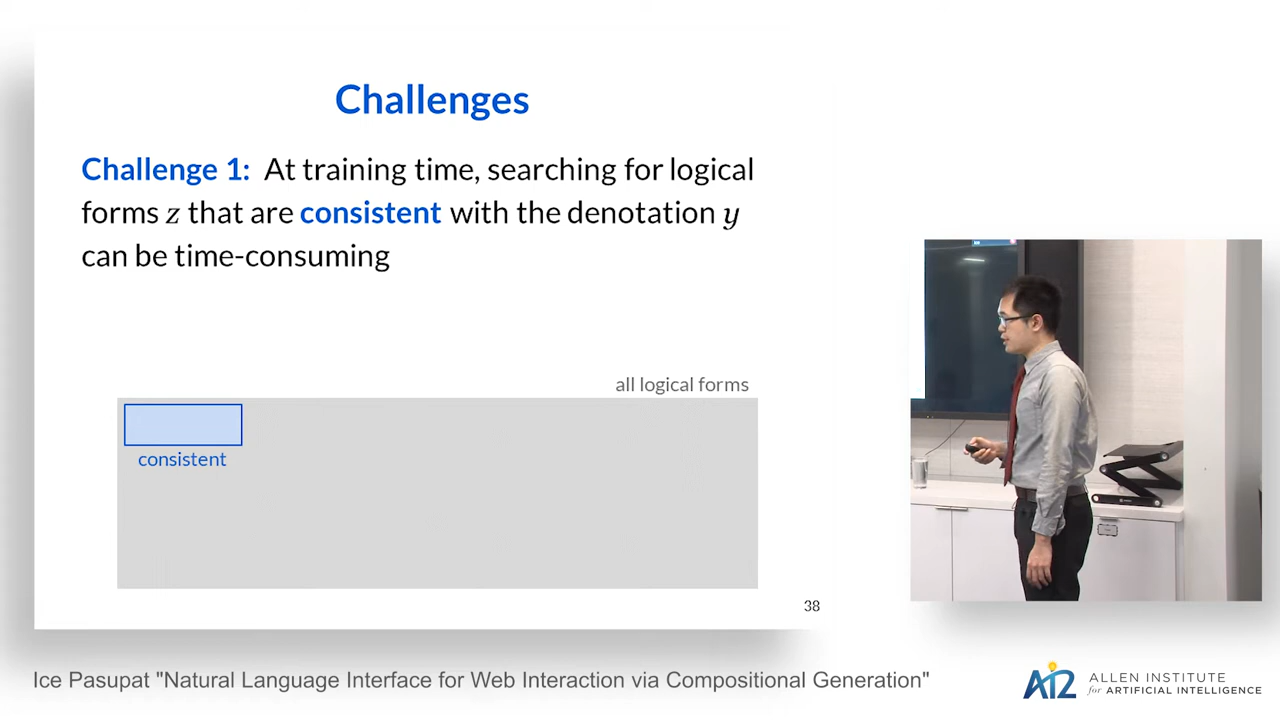 Challenges
Challenge 1: At training time, searching for logical
forms z that are consistent with the denotation y
can be time-consuming
all logical forms
consistent
38
Ice Pasupat "Natural Language Interface for Web Interaction via Compositional Generation"
AI2
ALLEN INSTITUTE
for ARTIFICIAL INTELLIGENCE